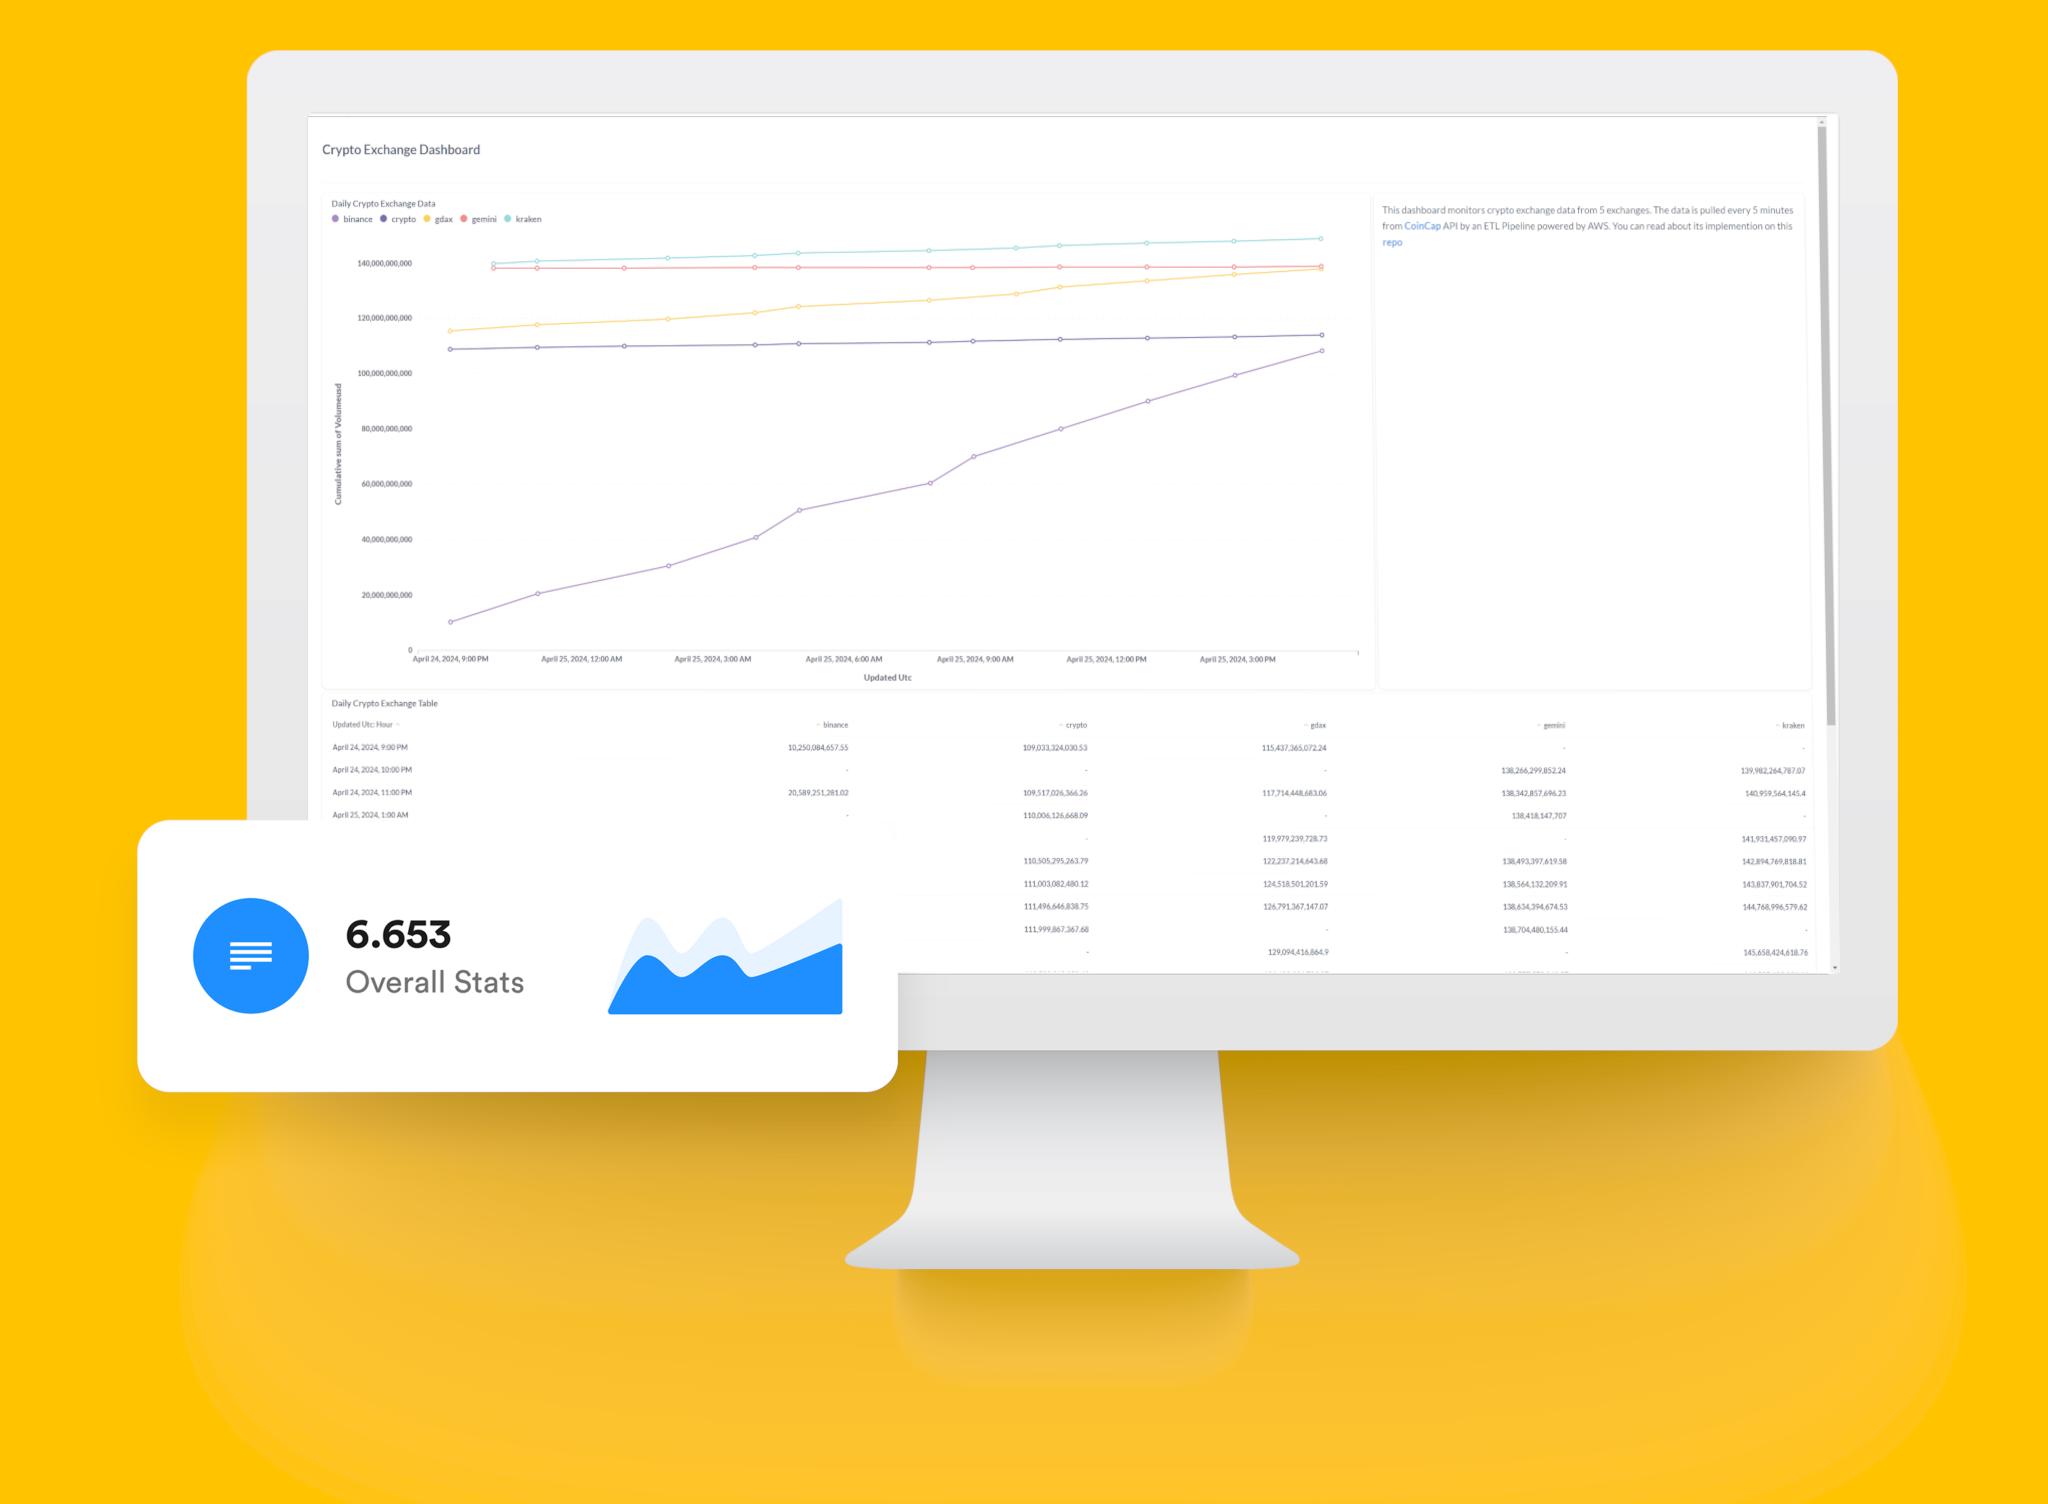 Crypto Exchange Dashboard
Daily Crypto Exchange Data
binance crypto gdax gemini kraken
This dashboard monitors crypto exchange data from 5 exchanges. The data is pulled every 5 minutes
from CoinCap API by an ETL Pipeline powered by AWS. You can read about its implemention on this
repo
140,000,000,000
120,000,000,000
100,000,000,000
80,000,000,000
60,000,000,000
40,000,000,000
20,000,000,000
0
Cumulative sum of Volumeusd
April 24, 2024, 9:00 PM April 25, 2024, 12:00 AM April 25, 2024, 3:00 AM April 25, 2024, 6:00 AM April 25, 2024, 9:00 AM April 25, 2024, 12:00 PM April 25, 2024, 3:00 PM
Updated Utc
Daily Crypto Exchange Table
Updated Utc: Hour binance crypto gdax gemini kraken
April 24, 2024, 9:00 PM 10,250,084,657.55 109,033,324,030.53 115,437,365,072.24 - -
April 24, 2024, 10:00 PM - - - 138,266,299,852.24 139,982,264,787.07
April 24, 2024, 11:00 PM 20,589,251,281.02 109,517,026,366.26 117,714,448,683.06 138,342,857,696.23 140,959,564,145.4
April 25, 2024, 1:00 AM - 110,006,126,668.09 - 138,418,147,707 -
- 119,979,239,728.73 - 141,931,457,090.97
110,505,295,263.79 122,237,214,643.68 138,493,397,619.58 142,894,769,818.81
111,003,082,480.12 124,518,501,201.59 138,564,132,209.91 143,837,901,704.52
111,496,646,838.75 126,791,367,147.07 138,634,394,674.53 144,768,996,579.62
111,999,867,367.68 - 138,704,480,155.44 -
- 129,094,416,864.9 - 145,658,424,618.76
6.653
Overall Stats